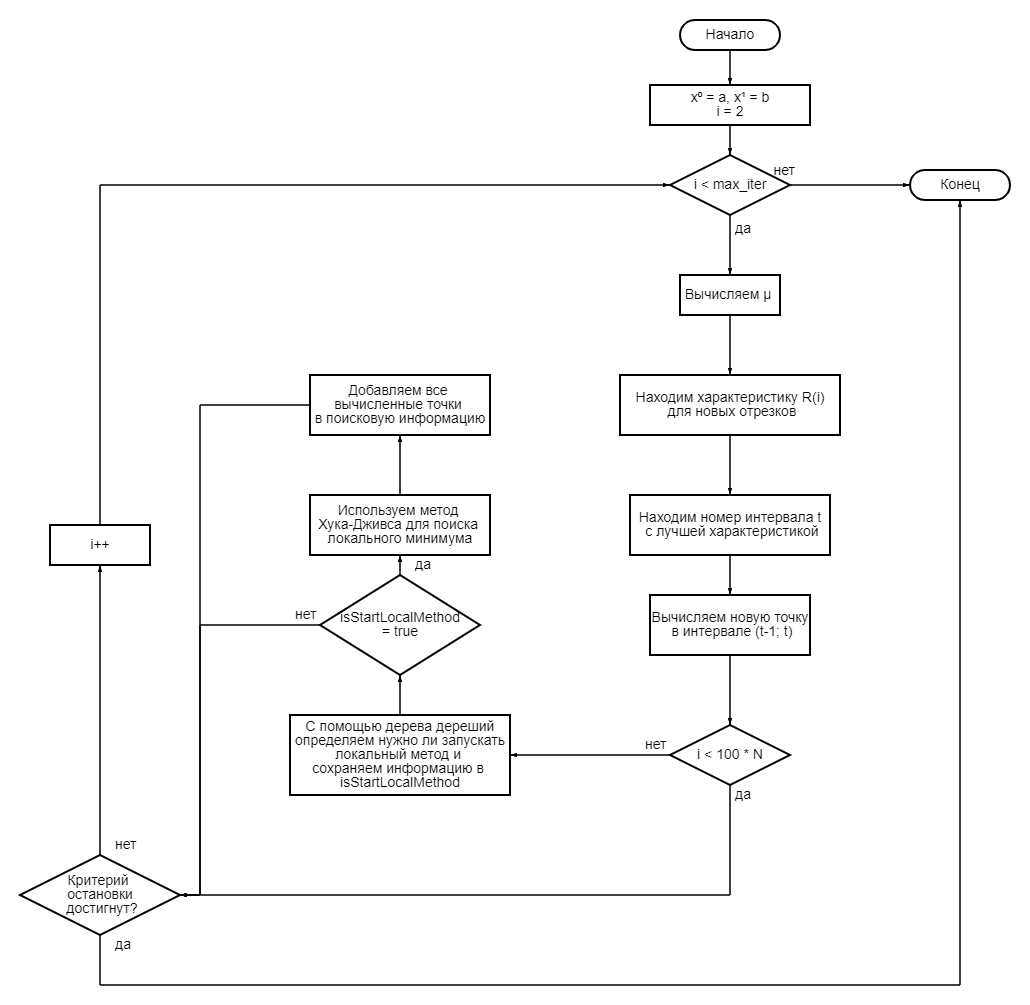 Начало
x⁰ = a, x¹ = b
i = 2
i < max_iter
нет
Конец
да
Вычисляем μ
Находим характеристику R(i)
для новых отрезков
Находим номер интервала t
с лучшей характеристикой
Вычисляем новую точку
в интервале (t-1; t)
i < 100 * N
нет
да
С помощью дерева дереший
определяем нужно ли запускать
локальный метод и
сохраняем информацию в
isStartLocalMethod
isStartLocalMethod
= true
нет
да
Используем метод
Хука-Дживса для поиска
локального минимума
Добавляем все
вычисленные точки
в поисковую информацию
Критерий
остановки
достигнут?
нет
да
i++